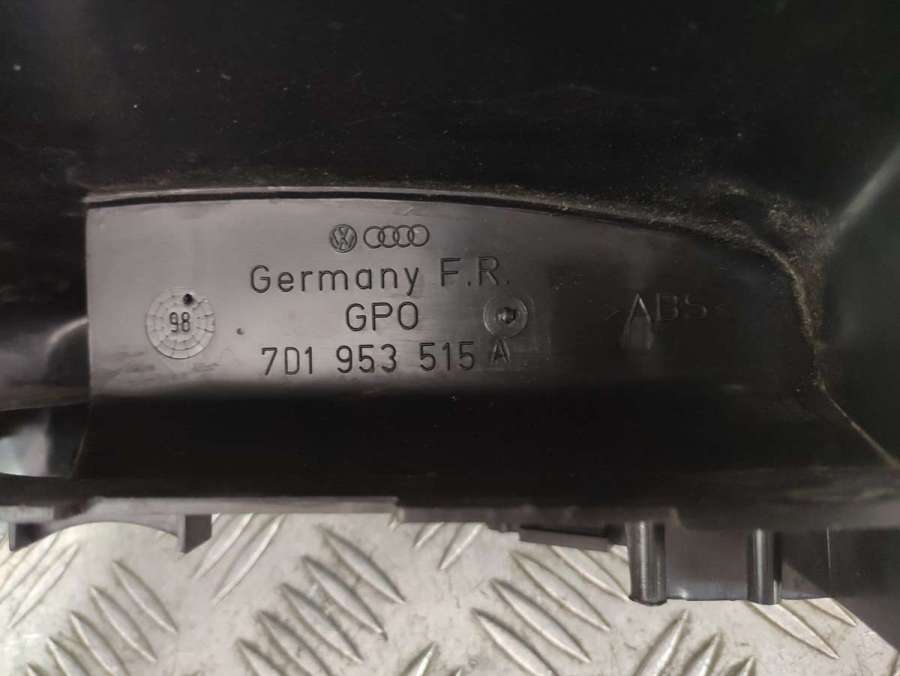 Germany F.R.
GPO
98
7D1 953 515 A
>ABS<